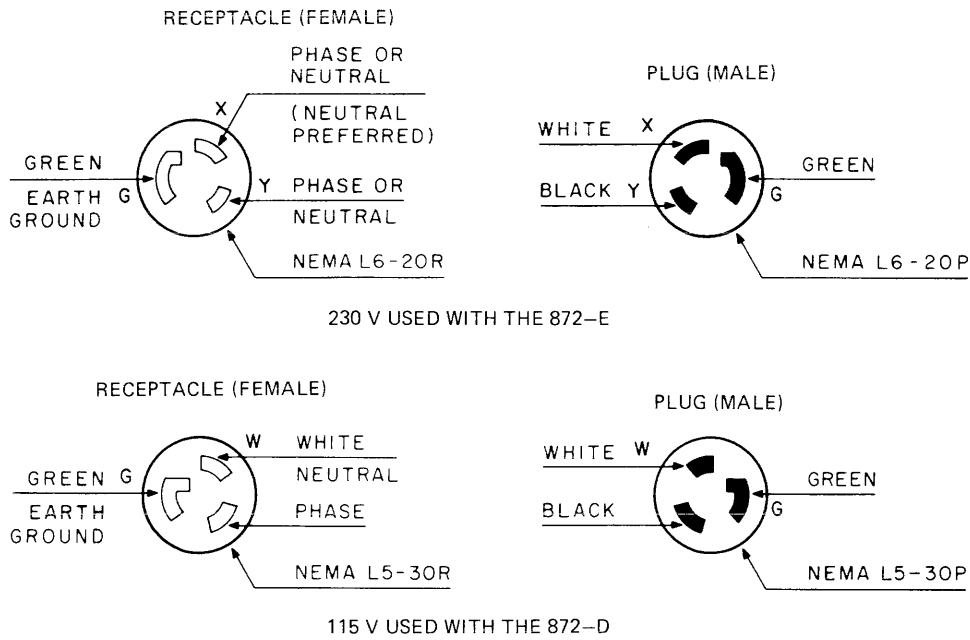 RECEPTACLE (FEMALE)
PHASE OR
NEUTRAL
X
(NEUTRAL
PREFERRED)
GREEN
EARTH G
GROUND
Y PHASE OR
NEUTRAL
NEMA L6-20R
PLUG (MALE)
WHITE X
BLACK Y
GREEN
G
NEMA L6-20P
230 V USED WITH THE 872-E
RECEPTACLE (FEMALE)
W WHITE
NEUTRAL
GREEN G
EARTH
GROUND
PHASE
NEMA L5-30R
PLUG (MALE)
WHITE W
BLACK
GREEN
G
NEMA L5-30P
115 V USED WITH THE 872-D